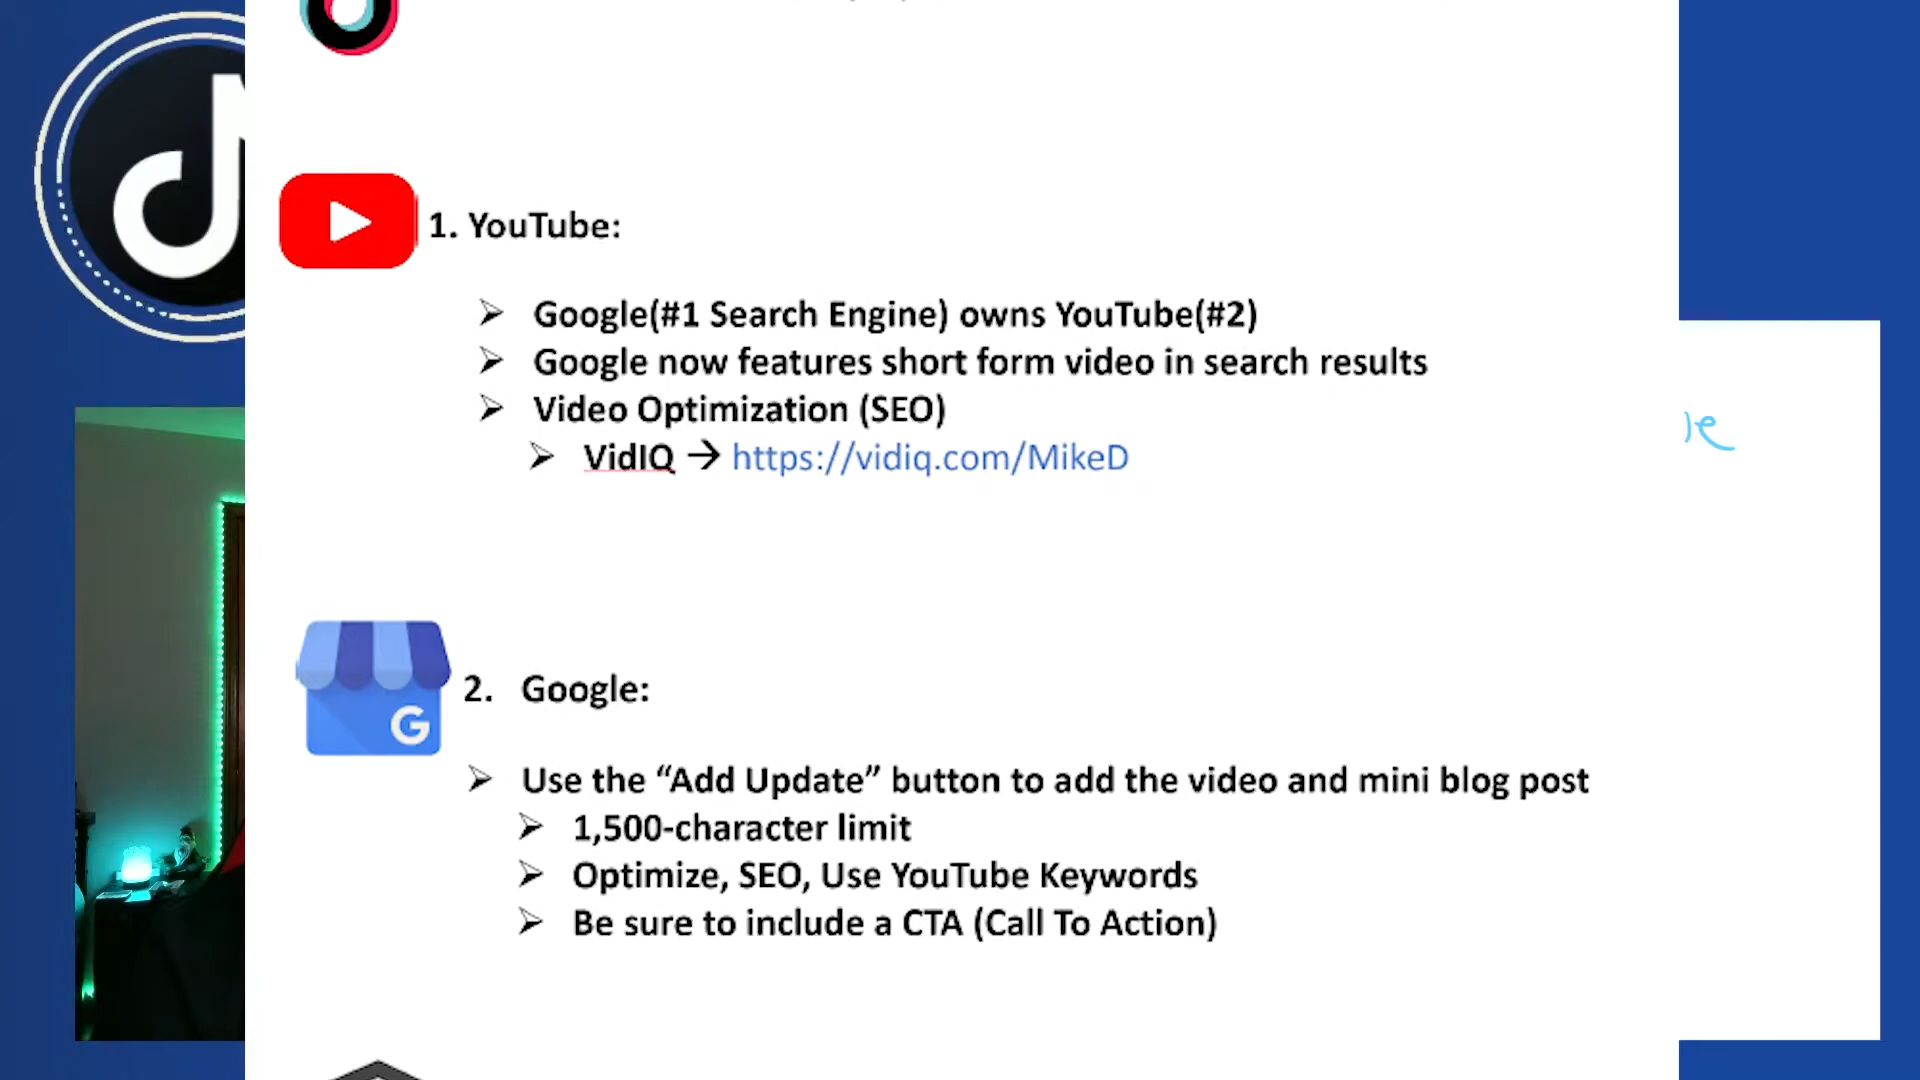 1. YouTube:
➢ Google(#1 Search Engine) owns YouTube(#2)
➢ Google now features short form video in search results
➢ Video Optimization (SEO)
➢ VidIQ → https://vidiq.com/MikeD
2. Google:
➢ Use the “Add Update” button to add the video and mini blog post
➢ 1,500-character limit
➢ Optimize, SEO, Use YouTube Keywords
➢ Be sure to include a CTA (Call To Action)